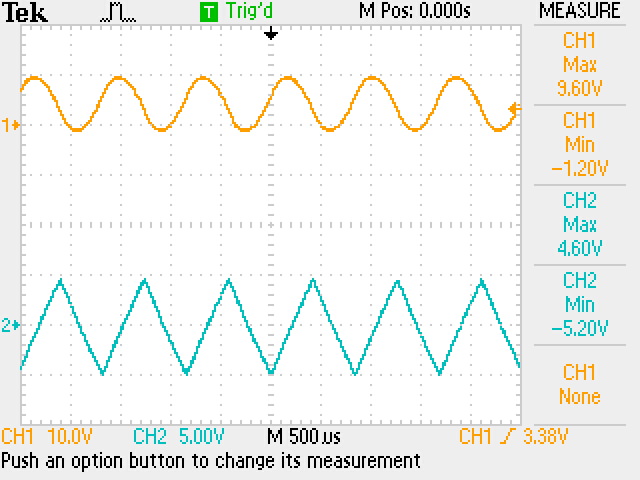 Tek T Trig'd M Pos: 0.000s MEASURE
CH1
Max
9.60V
CH1
Min
−1.20V
CH2
Max
4.60V
CH2
Min
−5.20V
CH1
None
1
2
CH1 10.0V CH2 5.00V M 500µs CH1 3.38V
Push an option button to change its measurement